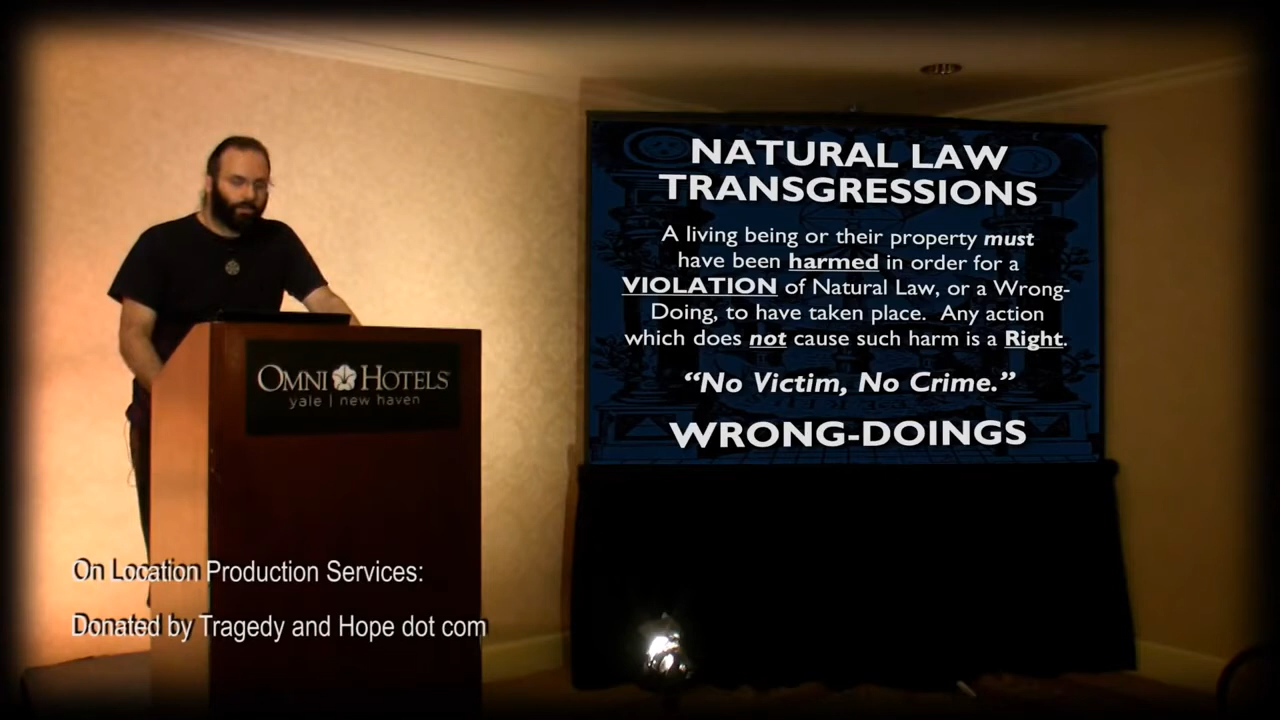 NATURAL LAW
TRANSGRESSIONS
A living being or their property must
have been harmed in order for a
VIOLATION of Natural Law, or a Wrong-
Doing, to have taken place. Any action
which does not cause such harm is a Right.
“No Victim, No Crime.”
WRONG-DOINGS
OMNI HOTELS
yale | new haven
On Location Production Services:
Donated by Tragedy and Hope dot com